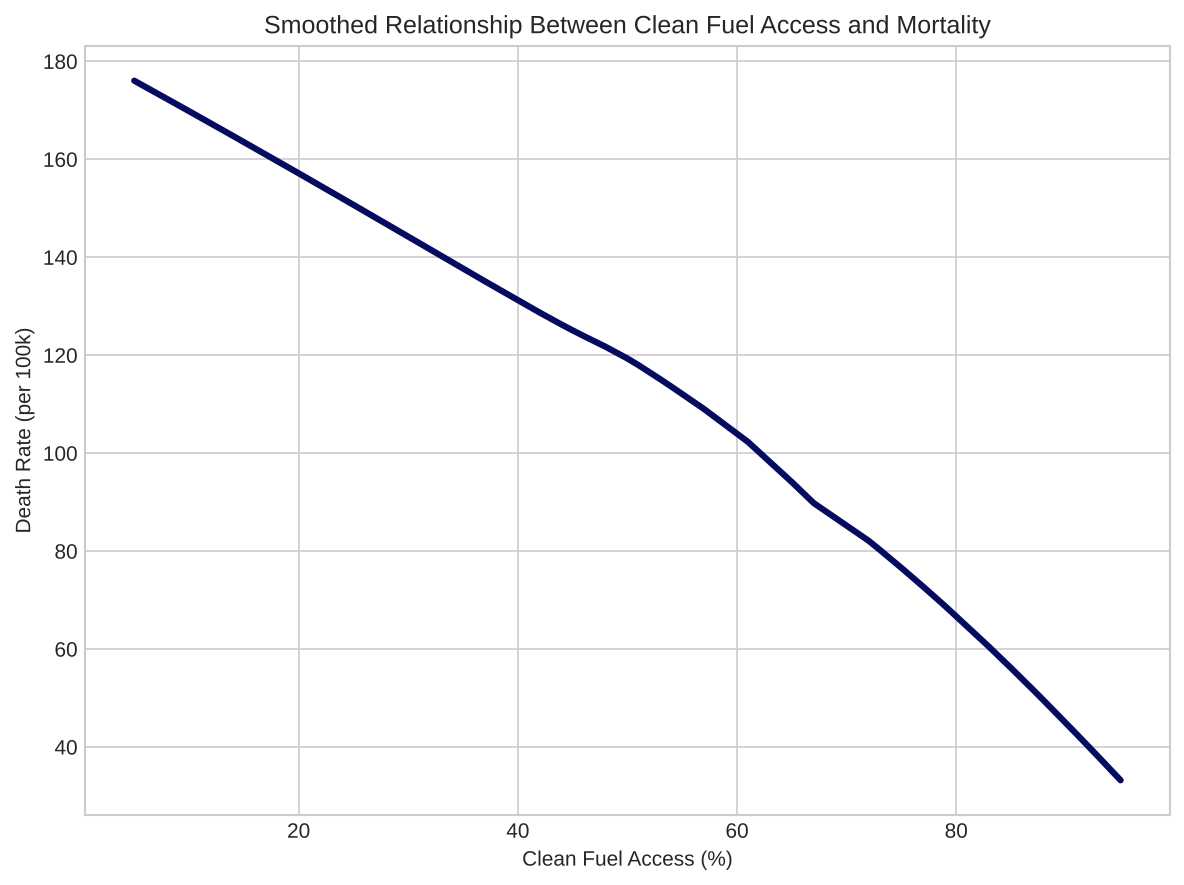 Smoothed Relationship Between Clean Fuel Access and Mortality
180
160
140
120
100
80
60
40
Death Rate (per 100k)
20 40 60 80
Clean Fuel Access (%)